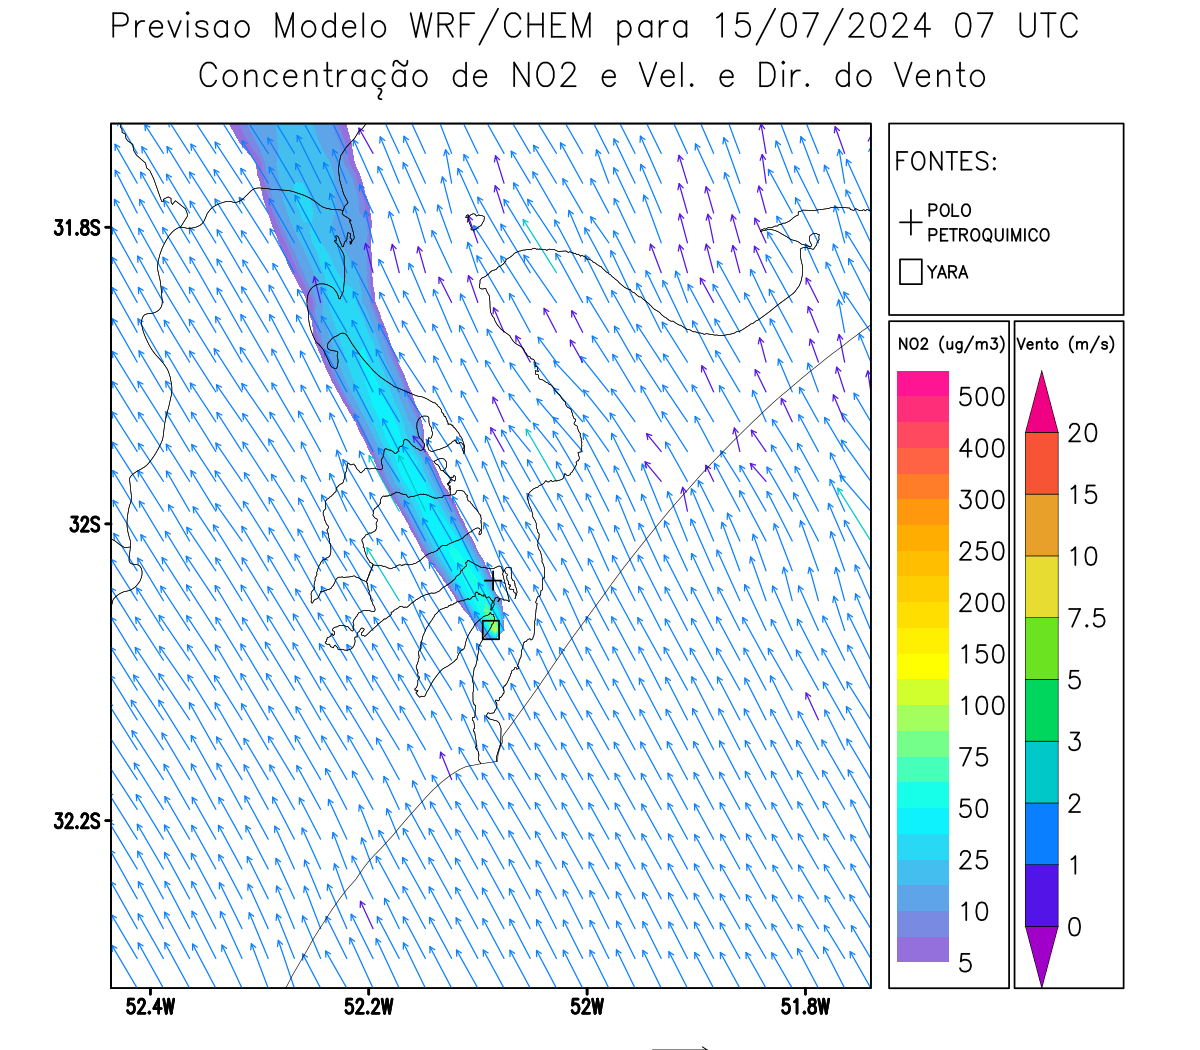 Previsao Modelo WRF/CHEM para 15/07/2024 07 UTC
Concentração de NO2 e Vel. e Dir. do Vento
FONTES:
POLO
PETROQUIMICO
YARA
NO2 (ug/m3)
500
400
300
250
200
150
100
75
50
25
10
5
Vento (m/s)
20
15
10
7.5
5
3
2
1
0
31.8S
32S
32.2S
52.4W
52.2W
52W
51.8W